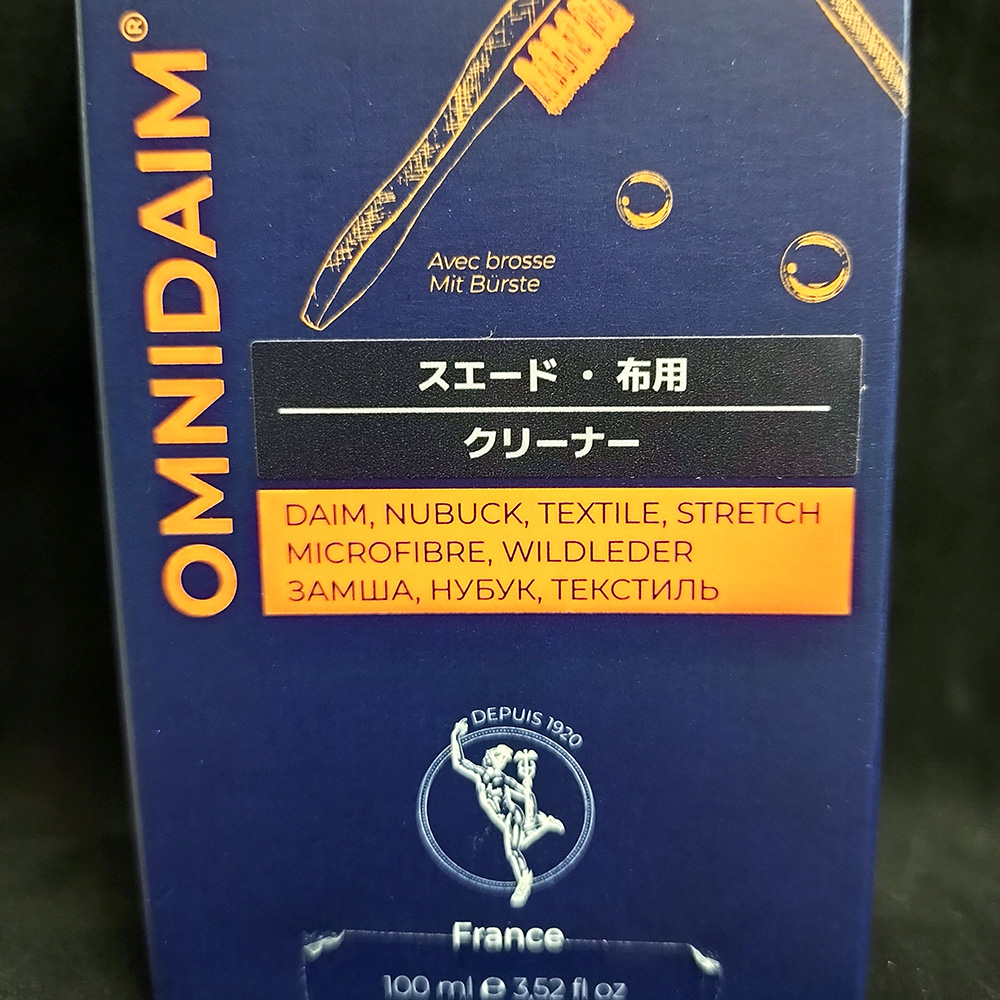 OMNIDAIM®
Avec brosse
Mit Bürste
スエード ・ 布用
クリーナー
DAIM, NUBUCK, TEXTILE, STRETCH
MICROFIBRE, WILDLEDER
ЗАМША, НУБУК, ТЕКСТИЛЬ
DEPUIS 1920
France
100 ml ℮ 3,52 fl oz